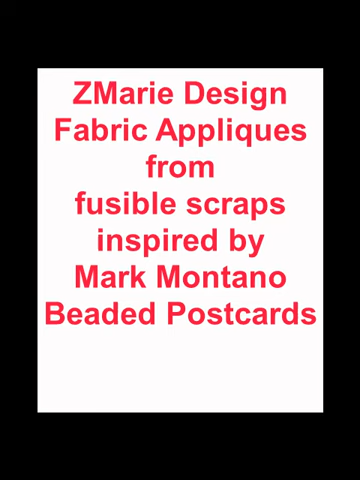 ZMarie Design
Fabric Appliques
from
fusible scraps
inspired by
Mark Montano
Beaded Postcards